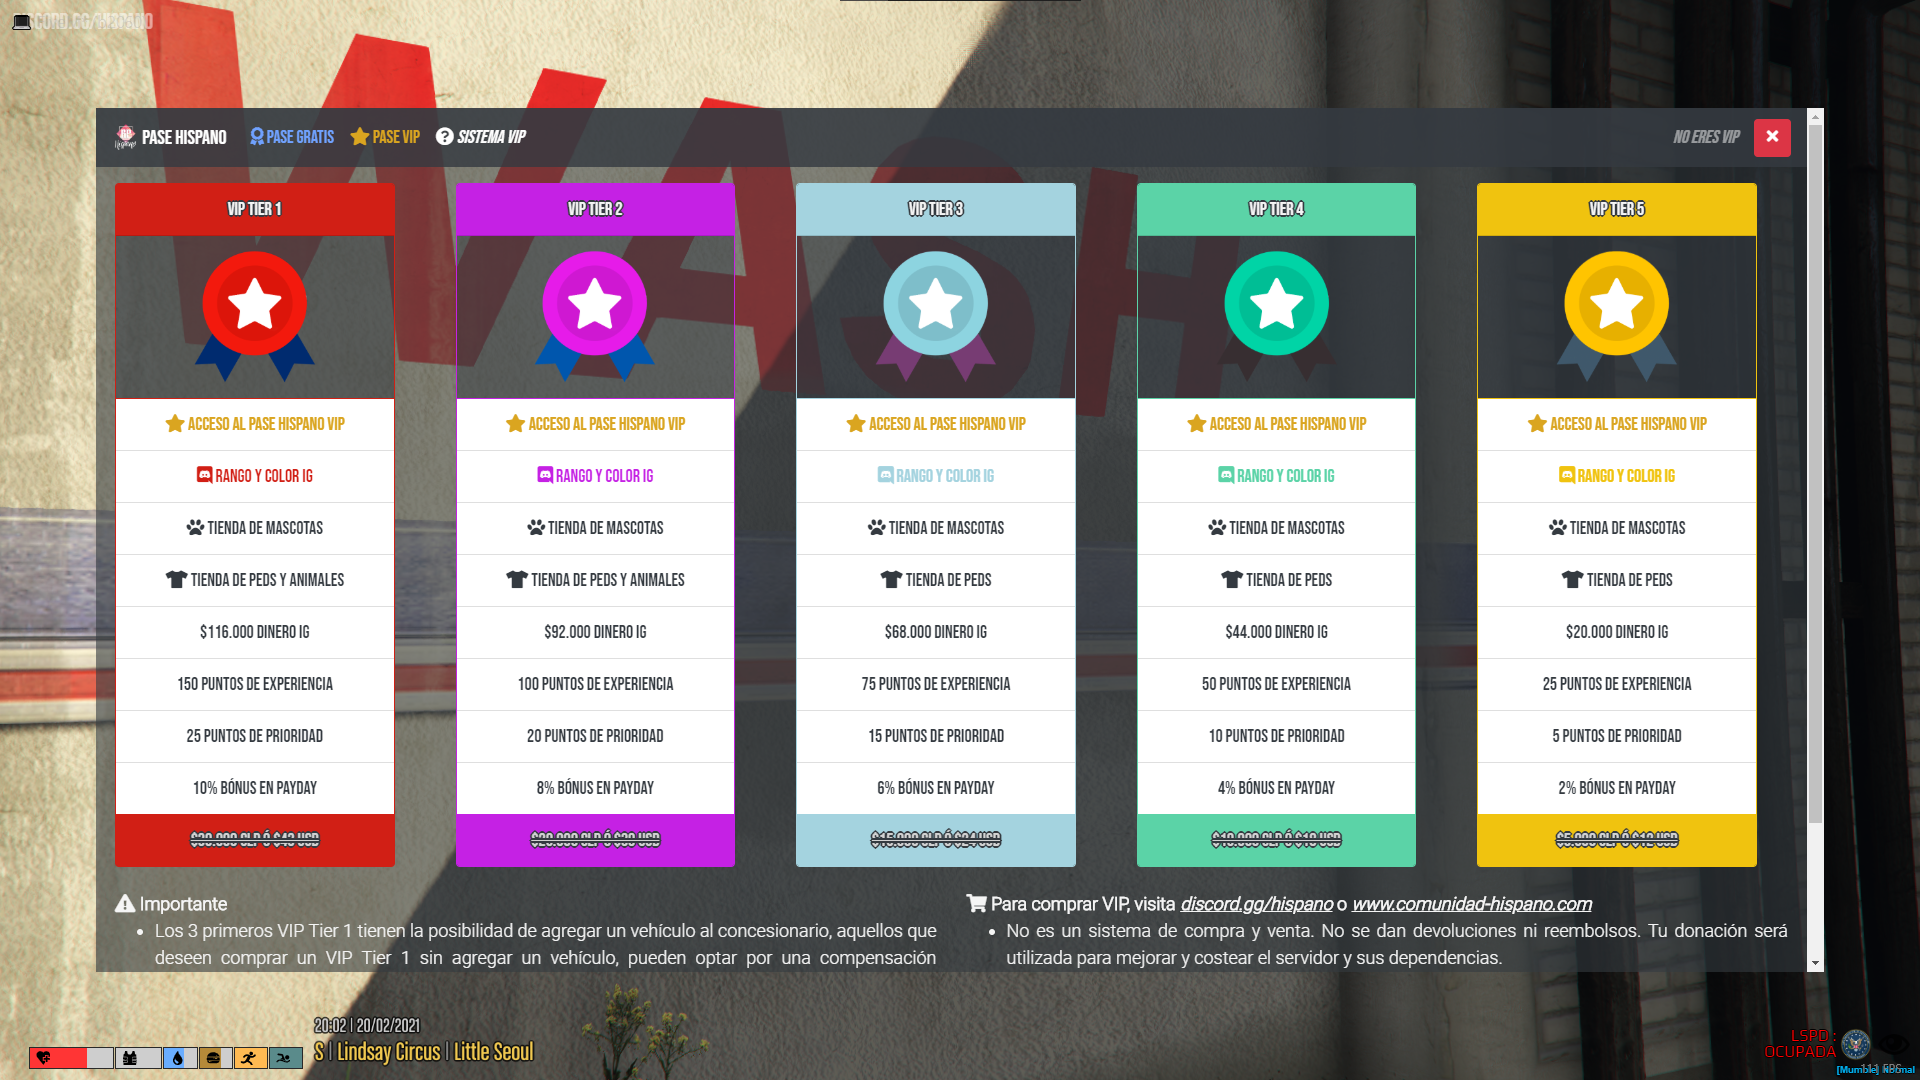 PASE HISPANO
PASE GRATIS
PASE VIP
SISTEMA VIP
NO ERES VIP
VIP TIER 1
ACCESO AL PASE HISPANO VIP
RANGO Y COLOR IG
TIENDA DE MASCOTAS
TIENDA DE PEDS Y ANIMALES
$116.000 DINERO IG
150 PUNTOS DE EXPERIENCIA
25 PUNTOS DE PRIORIDAD
10% BÓNUS EN PAYDAY
VIP TIER 2
ACCESO AL PASE HISPANO VIP
RANGO Y COLOR IG
TIENDA DE MASCOTAS
TIENDA DE PEDS Y ANIMALES
$92.000 DINERO IG
100 PUNTOS DE EXPERIENCIA
20 PUNTOS DE PRIORIDAD
8% BÓNUS EN PAYDAY
VIP TIER 3
ACCESO AL PASE HISPANO VIP
RANGO Y COLOR IG
TIENDA DE MASCOTAS
TIENDA DE PEDS
$68.000 DINERO IG
75 PUNTOS DE EXPERIENCIA
15 PUNTOS DE PRIORIDAD
6% BÓNUS EN PAYDAY
$15.000 CLP Ó $24 USD
VIP TIER 4
ACCESO AL PASE HISPANO VIP
RANGO Y COLOR IG
TIENDA DE MASCOTAS
TIENDA DE PEDS
$44.000 DINERO IG
50 PUNTOS DE EXPERIENCIA
10 PUNTOS DE PRIORIDAD
4% BÓNUS EN PAYDAY
VIP TIER 5
ACCESO AL PASE HISPANO VIP
RANGO Y COLOR IG
TIENDA DE MASCOTAS
TIENDA DE PEDS
$20.000 DINERO IG
25 PUNTOS DE EXPERIENCIA
5 PUNTOS DE PRIORIDAD
2% BÓNUS EN PAYDAY
$5.000 CLP Ó $12 USD
Importante
• Los 3 primeros VIP Tier 1 tienen la posibilidad de agregar un vehículo al concesionario, aquellos que
deseen comprar un VIP Tier 1 sin agregar un vehículo, pueden optar por una compensación
Para comprar VIP, visita discord.gg/hispano o www.comunidad-hispano.com
• No es un sistema de compra y venta. No se dan devoluciones ni reembolsos. Tu donación será
utilizada para mejorar y costear el servidor y sus dependencias.
WASH
20:02 | 20/02/2021
S | Lindsay Circus | Little Seoul
LSPD :
OCUPADA
[Mumble] Normal